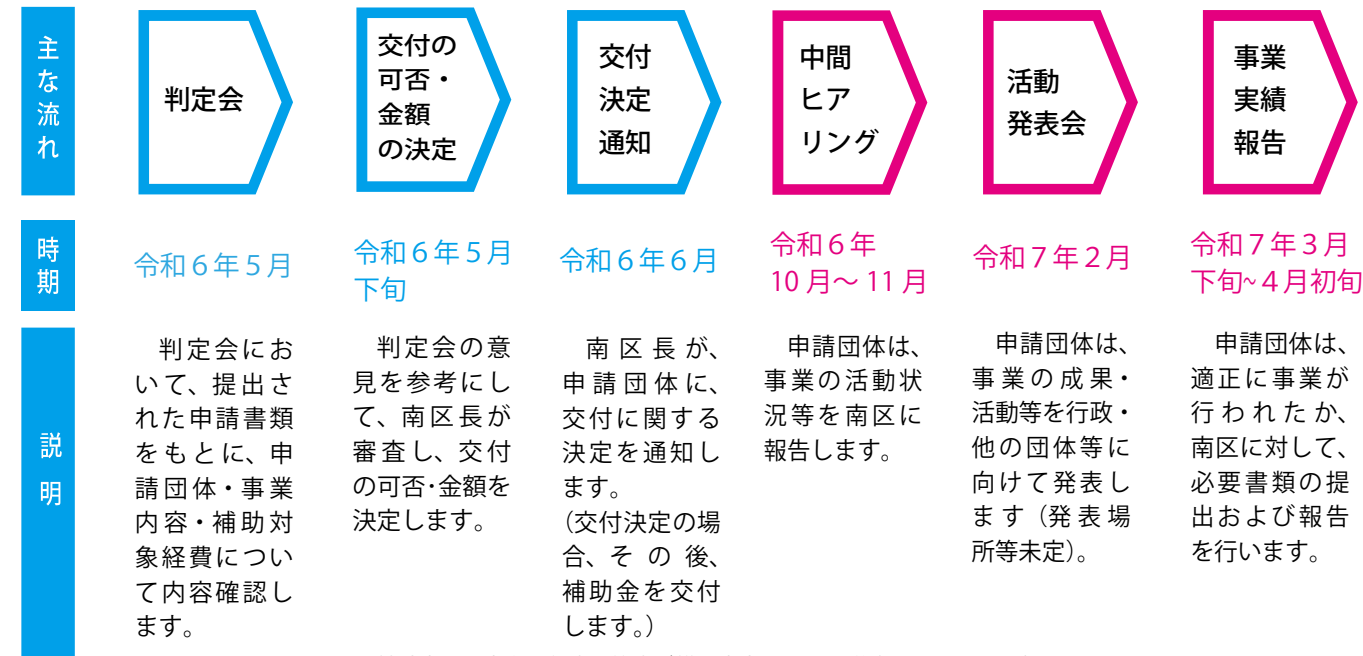 主な流れ
判定会
交付の
可否・
金額
の決定
交付
決定
通知
中間
ヒア
リング
活動
発表会
事業
実績
報告
時期
令和６年５月
令和６年５月
下旬
令和６年６月
令和６年
10 月～ 11 月
令和７年２月
令和７年３月
下旬~４月初旬
説明
判定会にお
いて、提出さ
れた申請書類
をもとに、申
請団体・事業
内容・補助対
象経費につい
て内容確認し
ます。
判定会の意
見を参考にし
て、南区長が
審査し、交付
の可否・金額を
決定します。
南区長が、
申請団体に、
交付に関する
決定を通知し
ます。
（交付決定の場
合、その後、
補助金を交付
します。）
申請団体は、
事業の活動状
況等を南区に
報告します。
申請団体は、
事業の成果・
活動等を行政・
他の団体等に
向けて発表し
ます（発表場
所等未定）。
申請団体は、
適正に事業が
行われたか、
南区に対して、
必要書類の提
出および報告
を行います。